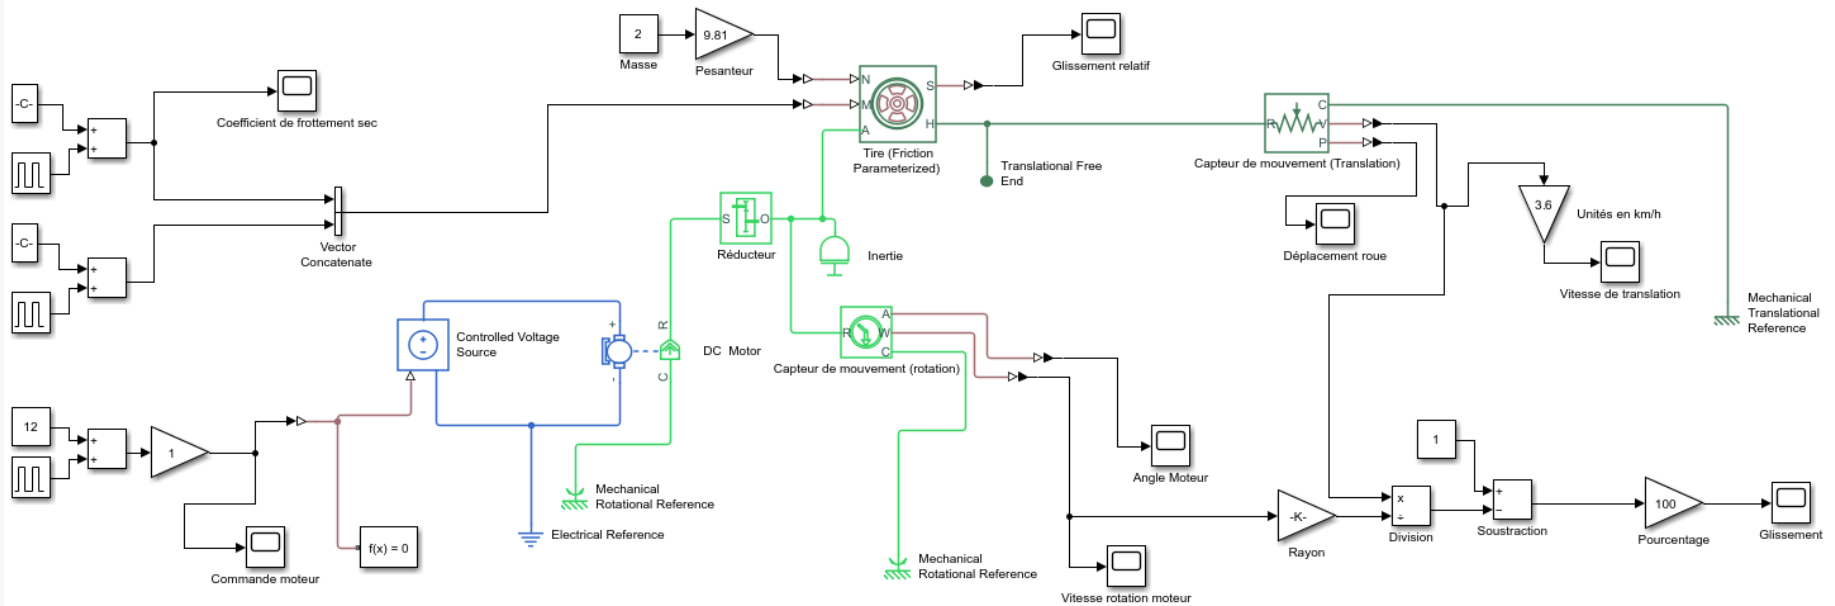 2
Masse
9.81
Pesanteur
Glissement relatif
-C-
+
+
Coefficient de frottement sec
N
M
A
S
H
Tire (Friction
Parameterized)
Translational Free
End
R
C
V
P
Capteur de mouvement (Translation)
3.6
Unités en km/h
Déplacement roue
Vitesse de translation
Mechanical
Translational
Reference
-C-
+
+
Vector
Concatenate
S
O
Réducteur
Inertie
Controlled Voltage
Source
+
-
+
-
R
C
DC Motor
R
A
W
C
Capteur de mouvement (rotation)
12
+
+
1
Commande moteur
f(x) = 0
Mechanical
Rotational Reference
Electrical Reference
Mechanical
Rotational Reference
Angle Moteur
Vitesse rotation moteur
-K-
Rayon
x
÷
Division
1
+
-
Soustraction
100
Pourcentage
Glissement